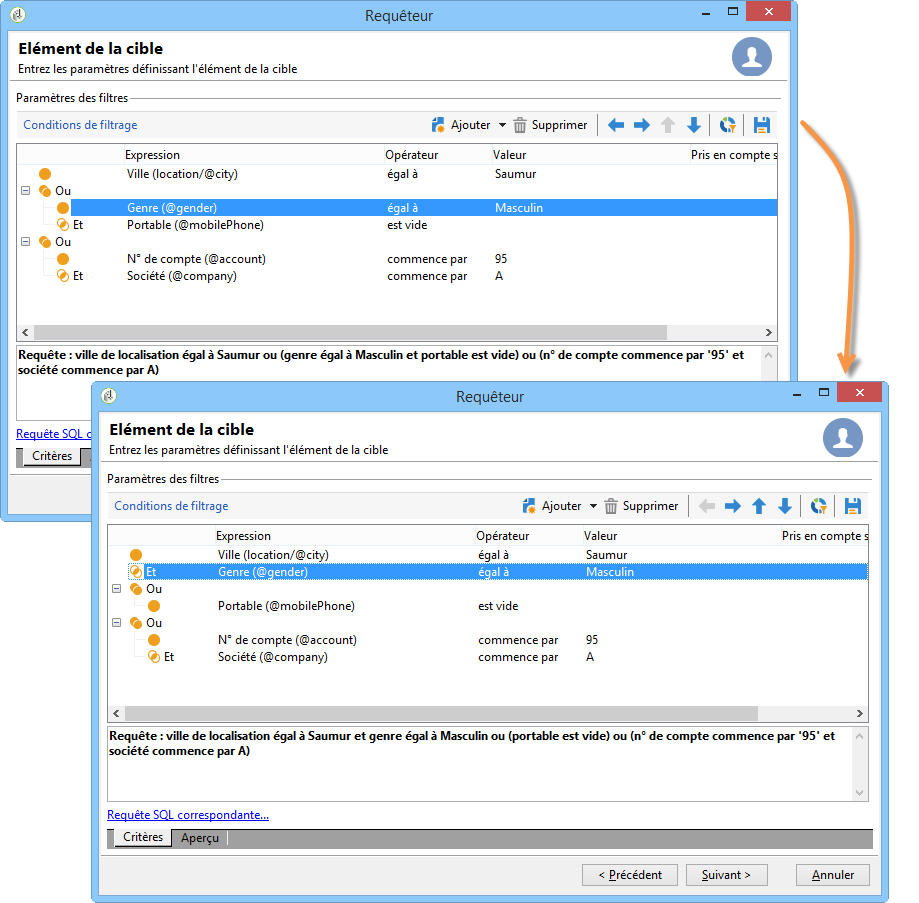 Requêteur
Elément de la cible
Entrez les paramètres définissant l'élément de la cible
Paramètres des filtres
Conditions de filtrage Ajouter Supprimer
Expression Opérateur Valeur Pris en compte s
Ville (location/@city) égal à Saumur
Ou
Genre (@gender) égal à Masculin
Et Portable (@mobilePhone) est vide
Ou
N° de compte (@account) commence par 95
Et Société (@company) commence par A
Requête : ville de localisation égal à Saumur ou (genre égal à Masculin et portable est vide) ou (n° de compte commence par '95' et
société commence par A)
Requête SQL c
Critères
Requêteur
Elément de la cible
Entrez les paramètres définissant l'élément de la cible
Paramètres des filtres
Conditions de filtrage Ajouter Supprimer
Expression Opérateur Valeur Pris en compte s
Ville (location/@city) égal à Saumur
Et Genre (@gender) égal à Masculin
Ou
Portable (@mobilePhone) est vide
Ou
N° de compte (@account) commence par 95
Et Société (@company) commence par A
Requête : ville de localisation égal à Saumur et genre égal à Masculin ou (portable est vide) ou (n° de compte commence par '95' et
société commence par A)
Requête SQL correspondante...
Critères Aperçu
< Précédent Suivant > Annuler